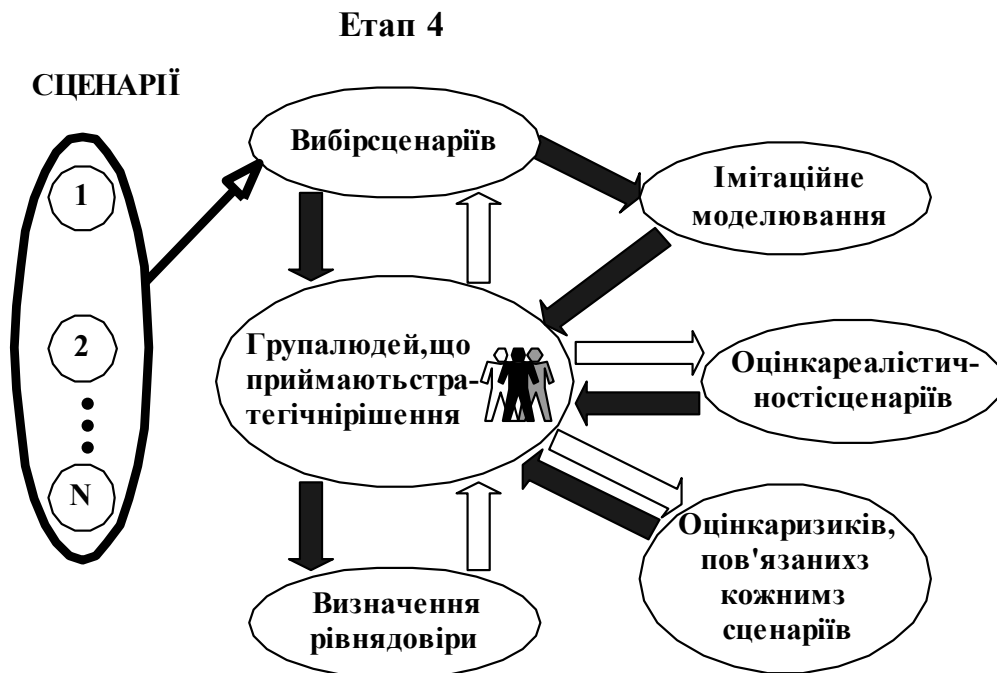 Етап 4
СЦЕНАРІЇ
1
2
N
Вибірсценаріїв
Імітаційне
моделювання
Групалюдей,що
приймаютьстра-
тегічнірішення
Оцінкареалістич-
ностісценаріїв
Оцінкаризиків,
пов'язанихз
кожнимз
сценаріїв
Визначення
рівнядовіри